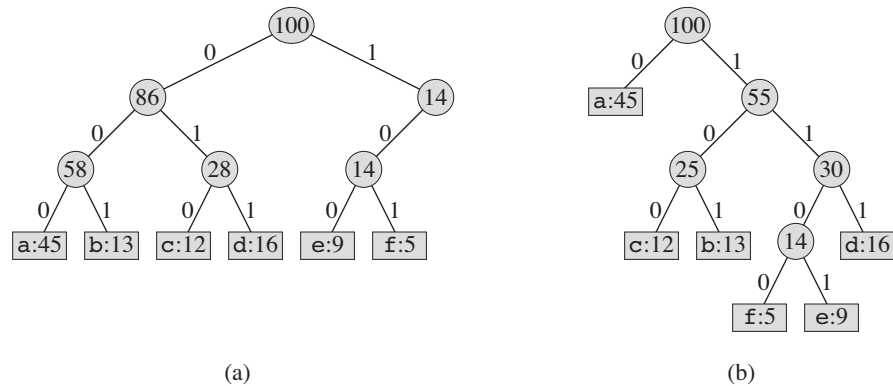 100 100
0 1 0 1
86 14 a:45 55
0 1 0 0 1
58 28 14 25 30
0 1 0 1 0 1 0 1 0 1
a:45 b:13 c:12 d:16 e:9 f:5 c:12 b:13 14 d:16
0 1
f:5 e:9
(a) (b)